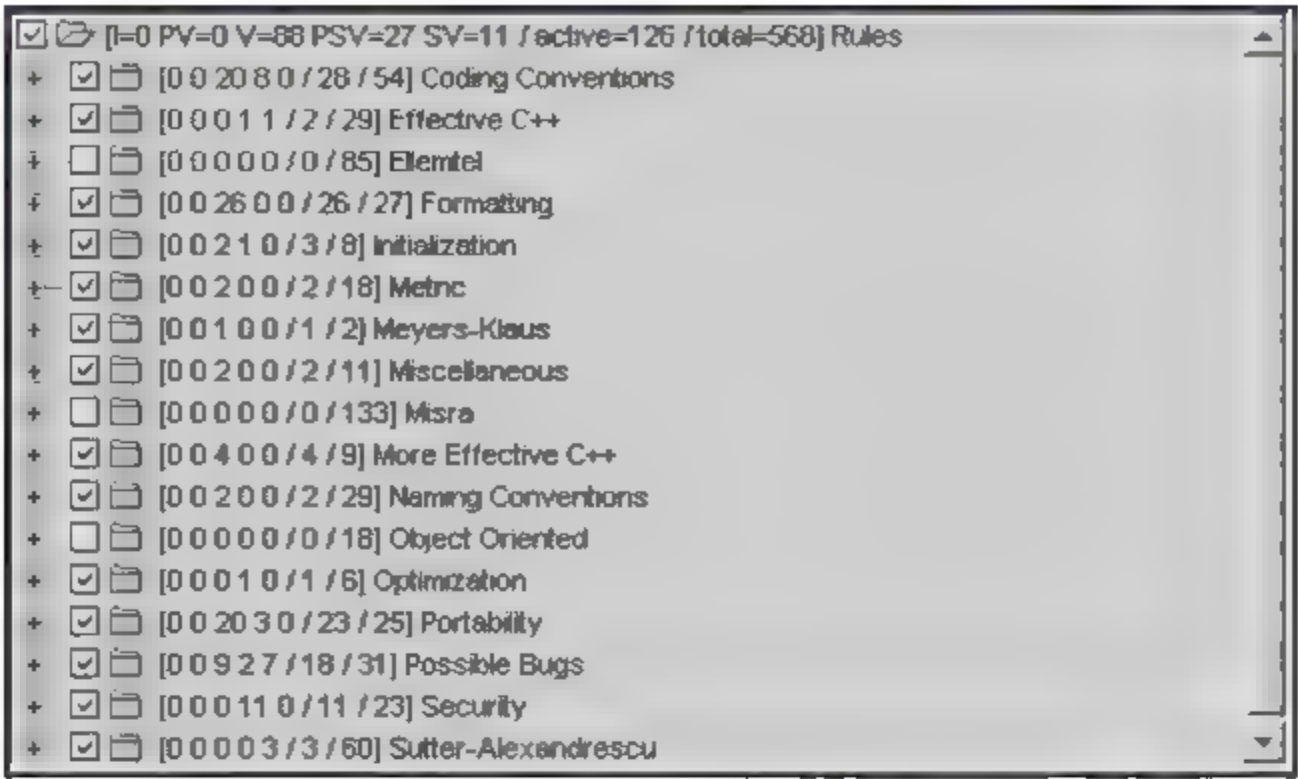 [I=0 PV=0 V=88 PSV=27 SV=11 / active=126 / total=568] Rules
[0 0 20 8 0 / 28 / 54] Coding Conventions
[0 0 0 1 1 / 2 / 29] Effective C++
[0 0 0 0 0 / 0 / 85] Ellemtel
[0 0 26 0 0 / 26 / 27] Formatting
[0 0 2 1 0 / 3 / 8] Initialization
[0 0 2 0 0 / 2 / 18] Metric
[0 0 1 0 0 / 1 / 2] Meyers-Klaus
[0 0 2 0 0 / 2 / 11] Miscellaneous
[0 0 0 0 0 / 0 / 133] Misra
[0 0 4 0 0 / 4 / 9] More Effective C++
[0 0 2 0 0 / 2 / 29] Naming Conventions
[0 0 0 0 0 / 0 / 18] Object Oriented
[0 0 0 1 0 / 1 / 6] Optimization
[0 0 20 3 0 / 23 / 25] Portability
[0 0 9 2 7 / 18 / 31] Possible Bugs
[0 0 0 11 0 / 11 / 23] Security
[0 0 0 0 3 / 3 / 60] Sutter-Alexandrescu